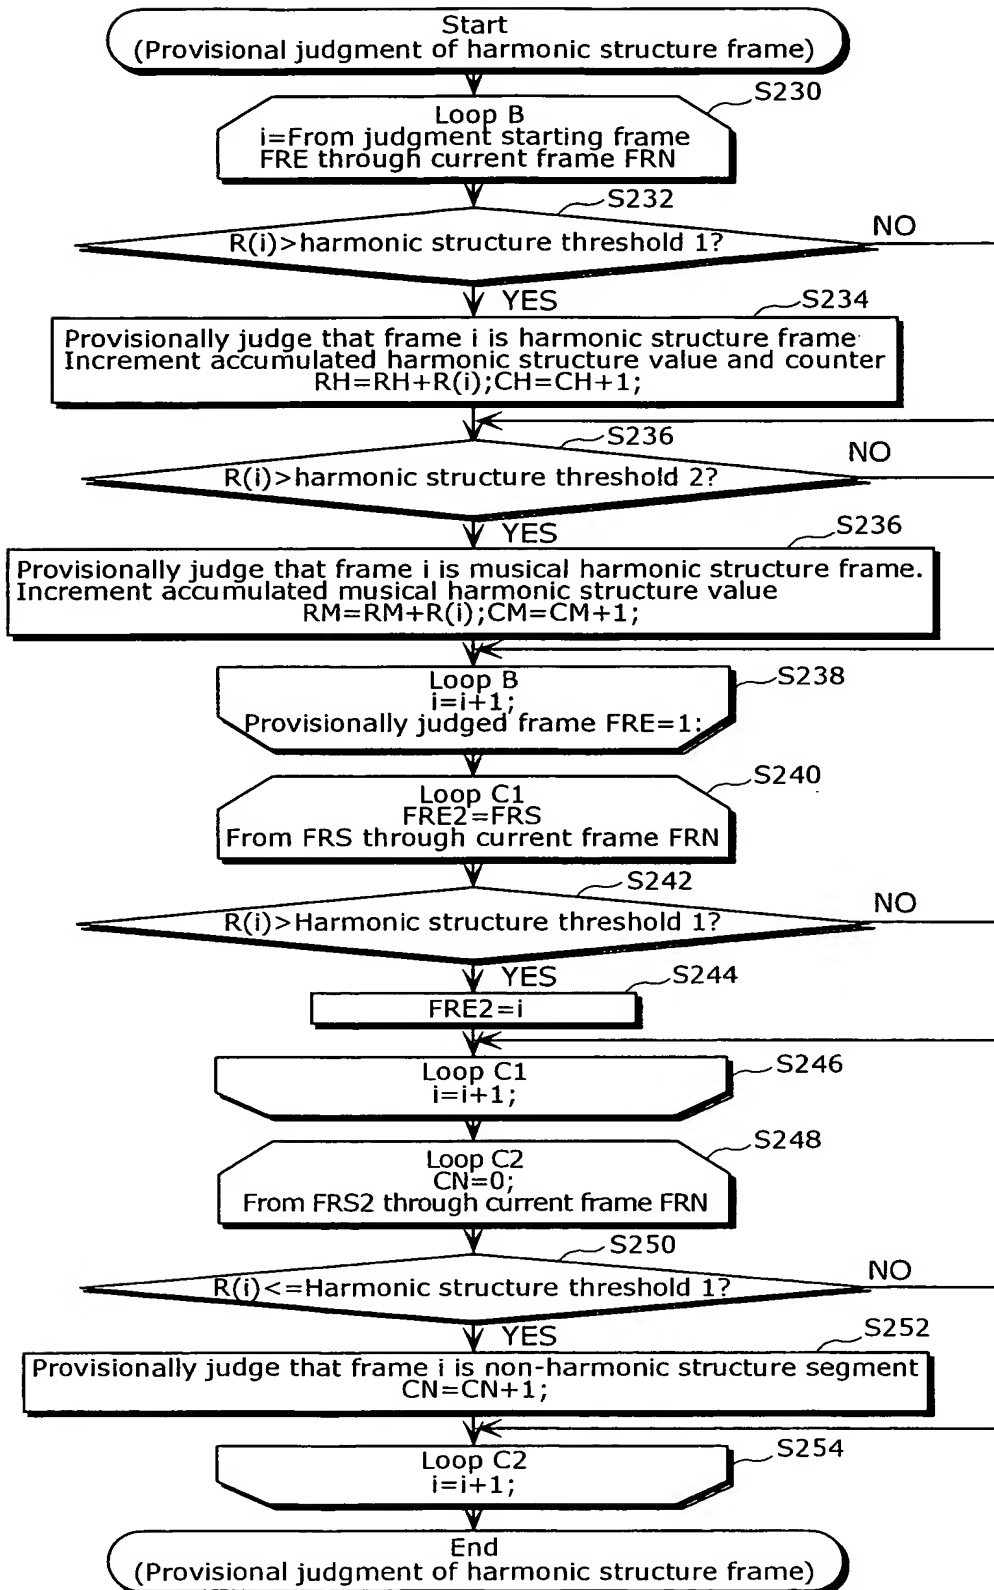 Start
(Provisional judgment of harmonic structure frame)
S230
Loop B
i=From judgment starting frame
FRE through current frame FRN
S232
R(i)>harmonic structure threshold 1?
NO
YES
S234
Provisionally judge that frame i is harmonic structure frame
Increment accumulated harmonic structure value and counter
RH=RH+R(i);CH=CH+1;
S236
R(i)>harmonic structure threshold 2?
NO
YES
S236
Provisionally judge that frame i is musical harmonic structure frame.
Increment accumulated musical harmonic structure value
RM=RM+R(i);CM=CM+1;
S238
Loop B
i=i+1;
Provisionally judged frame FRE=1:
S240
Loop C1
FRE2=FRS
From FRS through current frame FRN
S242
R(i)>Harmonic structure threshold 1?
NO
YES
S244
FRE2=i
S246
Loop C1
i=i+1;
S248
Loop C2
CN=0;
From FRS2 through current frame FRN
S250
R(i)<=Harmonic structure threshold 1?
NO
YES
S252
Provisionally judge that frame i is non-harmonic structure segment
CN=CN+1;
S254
Loop C2
i=i+1;
End
(Provisional judgment of harmonic structure frame)